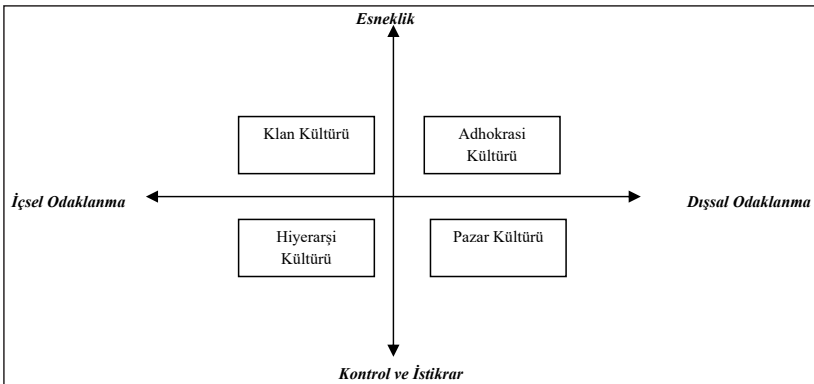 Esneklik
Klan Kültürü
Adhokrasi
Kültürü
İçsel Odaklanma
Dışsal Odaklanma
Hiyerarşi
Kültürü
Pazar Kültürü
Kontrol ve İstikrar